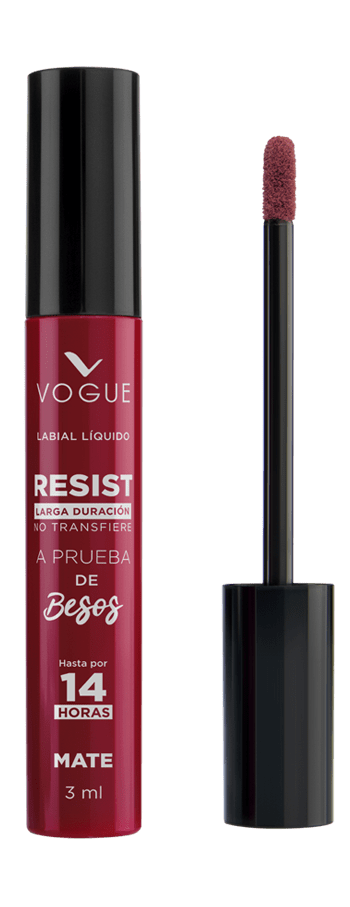 VOGUE
LABIAL LÍQUIDO
RESIST
LARGA DURACIÓN
NO TRANSFIERE
A PRUEBA
DE
Besos
Hasta por
14
HORAS
MATE
3 ml